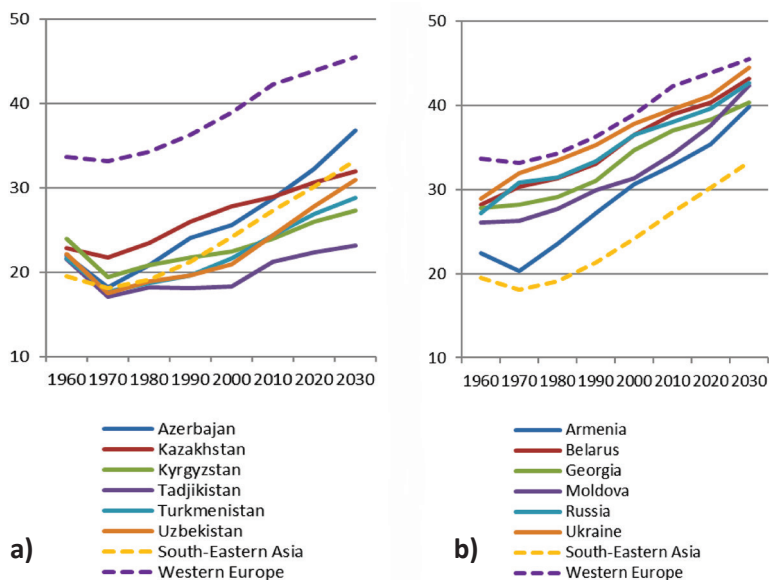 50
40
30
20
10
1960 1970 1980 1990 2000 2010 2020 2030
Azerbajan
Kazakhstan
Kyrgyzstan
Tadjikistan
Turkmenistan
Uzbekistan
South-Eastern Asia
Western Europe
a)
50
40
30
20
10
1960 1970 1980 1990 2000 2010 2020 2030
Armenia
Belarus
Georgia
Moldova
Russia
Ukraine
South-Eastern Asia
Western Europe
b)